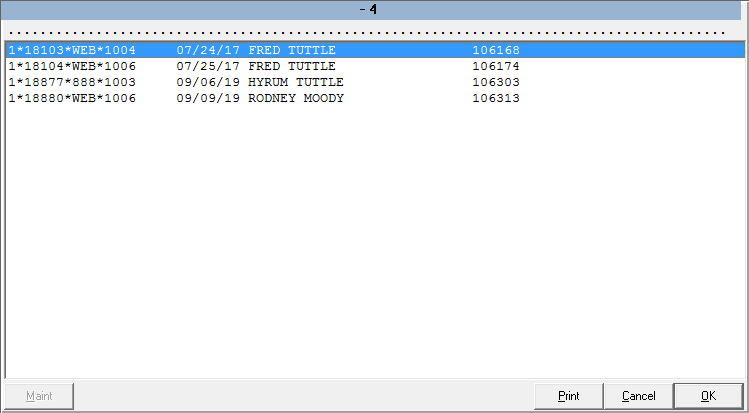 - 4
..........................................................................................
1*18103*WEB*1004 07/24/17 FRED TUTTLE 106168
1*18104*WEB*1006 07/25/17 FRED TUTTLE 106174
1*18877*888*1003 09/06/19 HYRUM TUTTLE 106303
1*18880*WEB*1006 09/09/19 RODNEY MOODY 106313
Maint Print Cancel OK